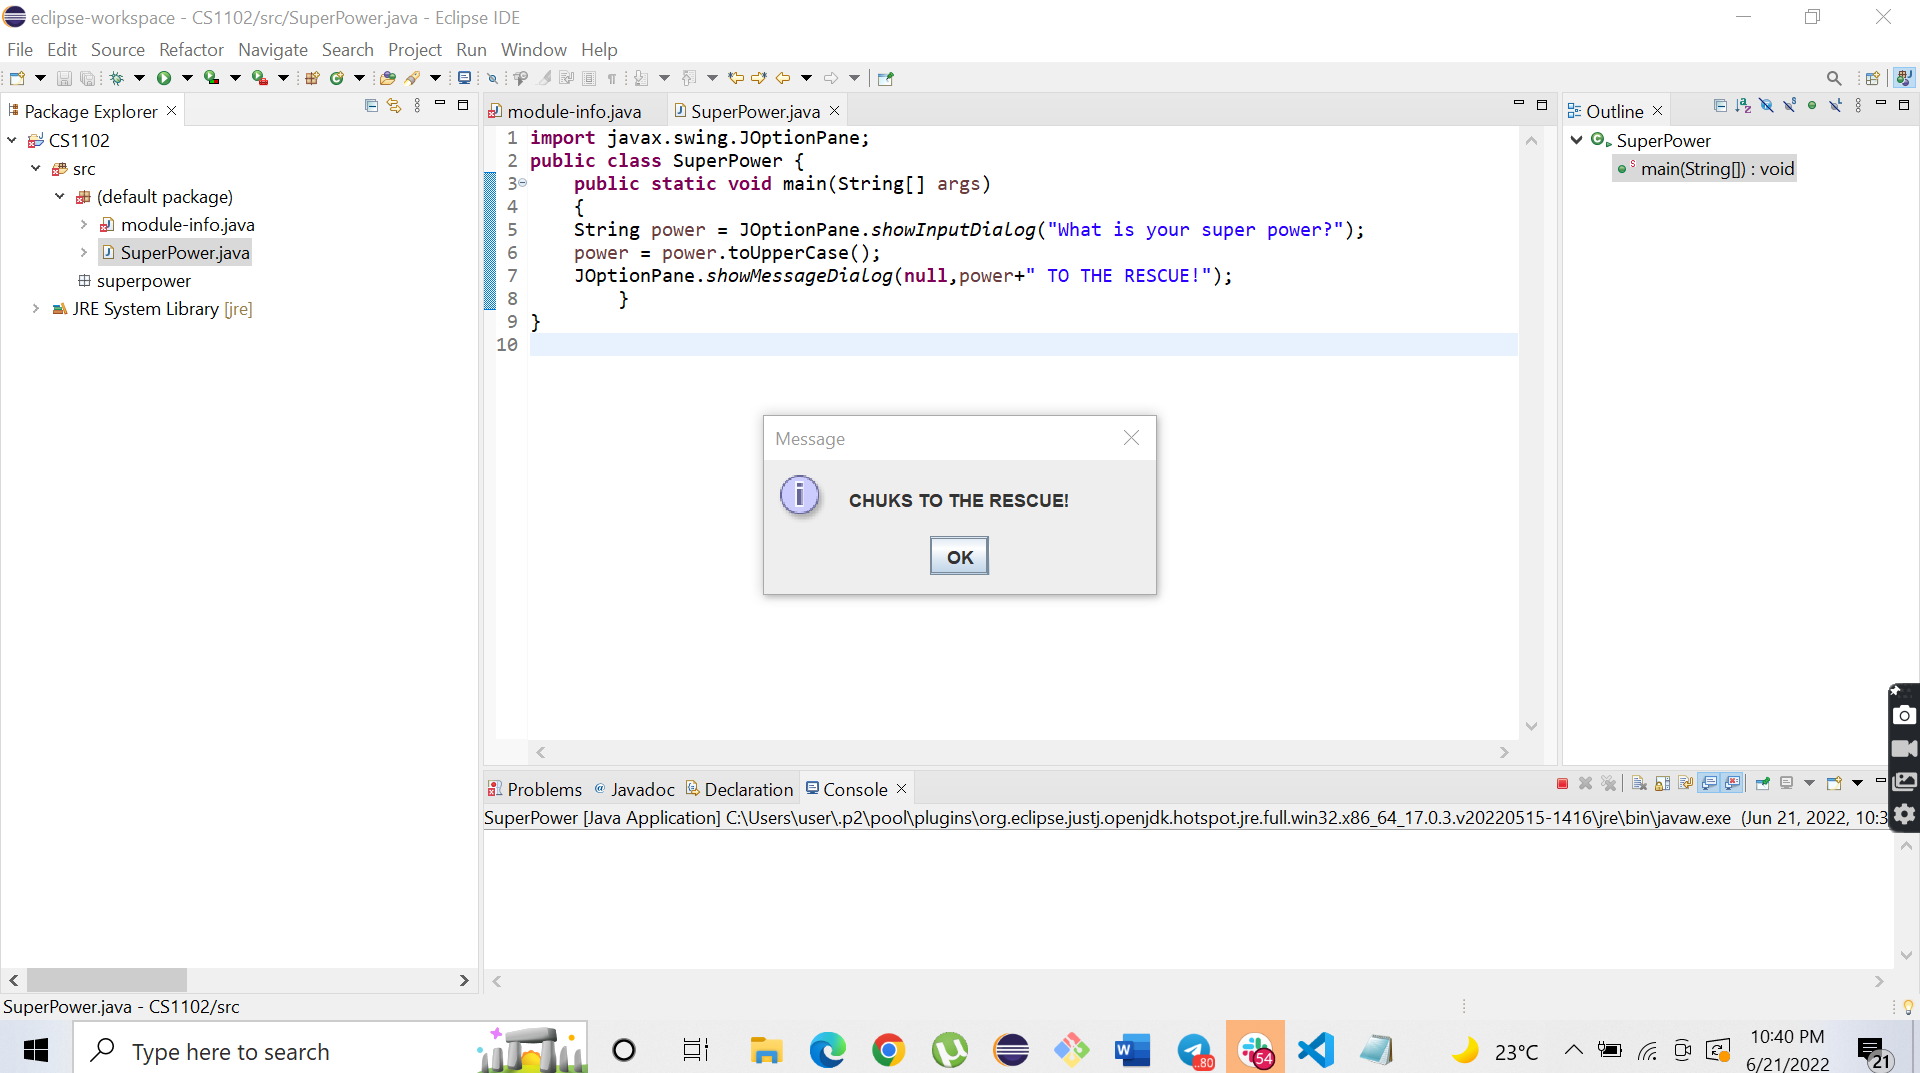 eclipse-workspace - CS1102/src/SuperPower.java - Eclipse IDE
File Edit Source Refactor Navigate Search Project Run Window Help
Package Explorer
CS1102
src
(default package)
module-info.java
SuperPower.java
superpower
JRE System Library [jre]
module-info.java
SuperPower.java
1 import javax.swing.JOptionPane;
2 public class SuperPower {
3 public static void main(String[] args)
4 {
5 String power = JOptionPane.showInputDialog("What is your super power?");
6 power = power.toUpperCase();
7 JOptionPane.showMessageDialog(null,power+" TO THE RESCUE!");
8 }
9 }
10
Message
CHUKS TO THE RESCUE!
OK
Outline
SuperPower
main(String[]) : void
Problems @ Javadoc Declaration Console
SuperPower [Java Application] C:\Users\user\.p2\pool\plugins\org.eclipse.justj.openjdk.hotspot.jre.full.win32.x86_64_17.0.3.v20220515-1416\jre\bin\javaw.exe (Jun 21, 2022, 10:3
SuperPower.java - CS1102/src
Type here to search
..80
54
23°C
10:40 PM
6/21/2022
21